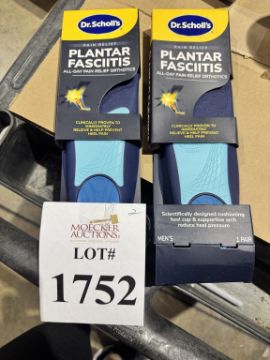 Dr. Scholl's
PAIN RELIEF
PLANTAR
FASCIITIS
ALL-DAY PAIN RELIEF ORTHOTICS
CLINICALLY PROVEN TO
IMMEDIATELY
RELIEVE & HELP PREVENT
HEEL PAIN
Dr. Scholl's
PAIN RELIEF
PLANTAR
FASCIITIS
ALL-DAY PAIN RELIEF ORTHOTICS
CLINICALLY PROVEN TO
IMMEDIATELY
RELIEVE & HELP PREVENT
HEEL PAIN
Scientifically designed cushioning
heel cup & supportive arch
reduce heel pressure
MEN'S
1 PAIR
2
MOECKER
AUCTIONS
LOT#
1752